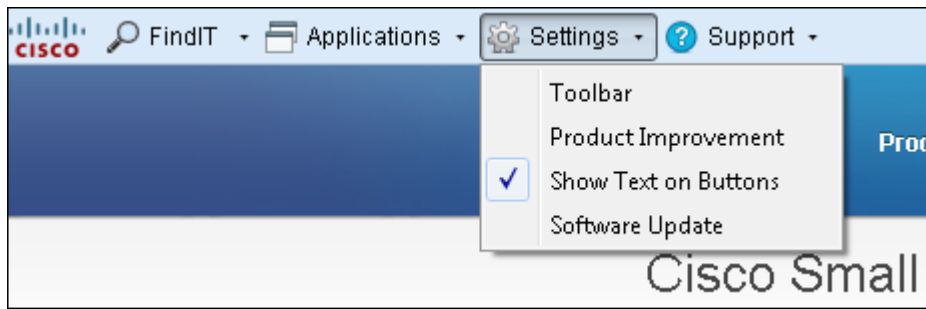 CISCO FindIT Applications Settings ? Support
Toolbar
Product Improvement
Show Text on Buttons
Software Update
Cisco Small